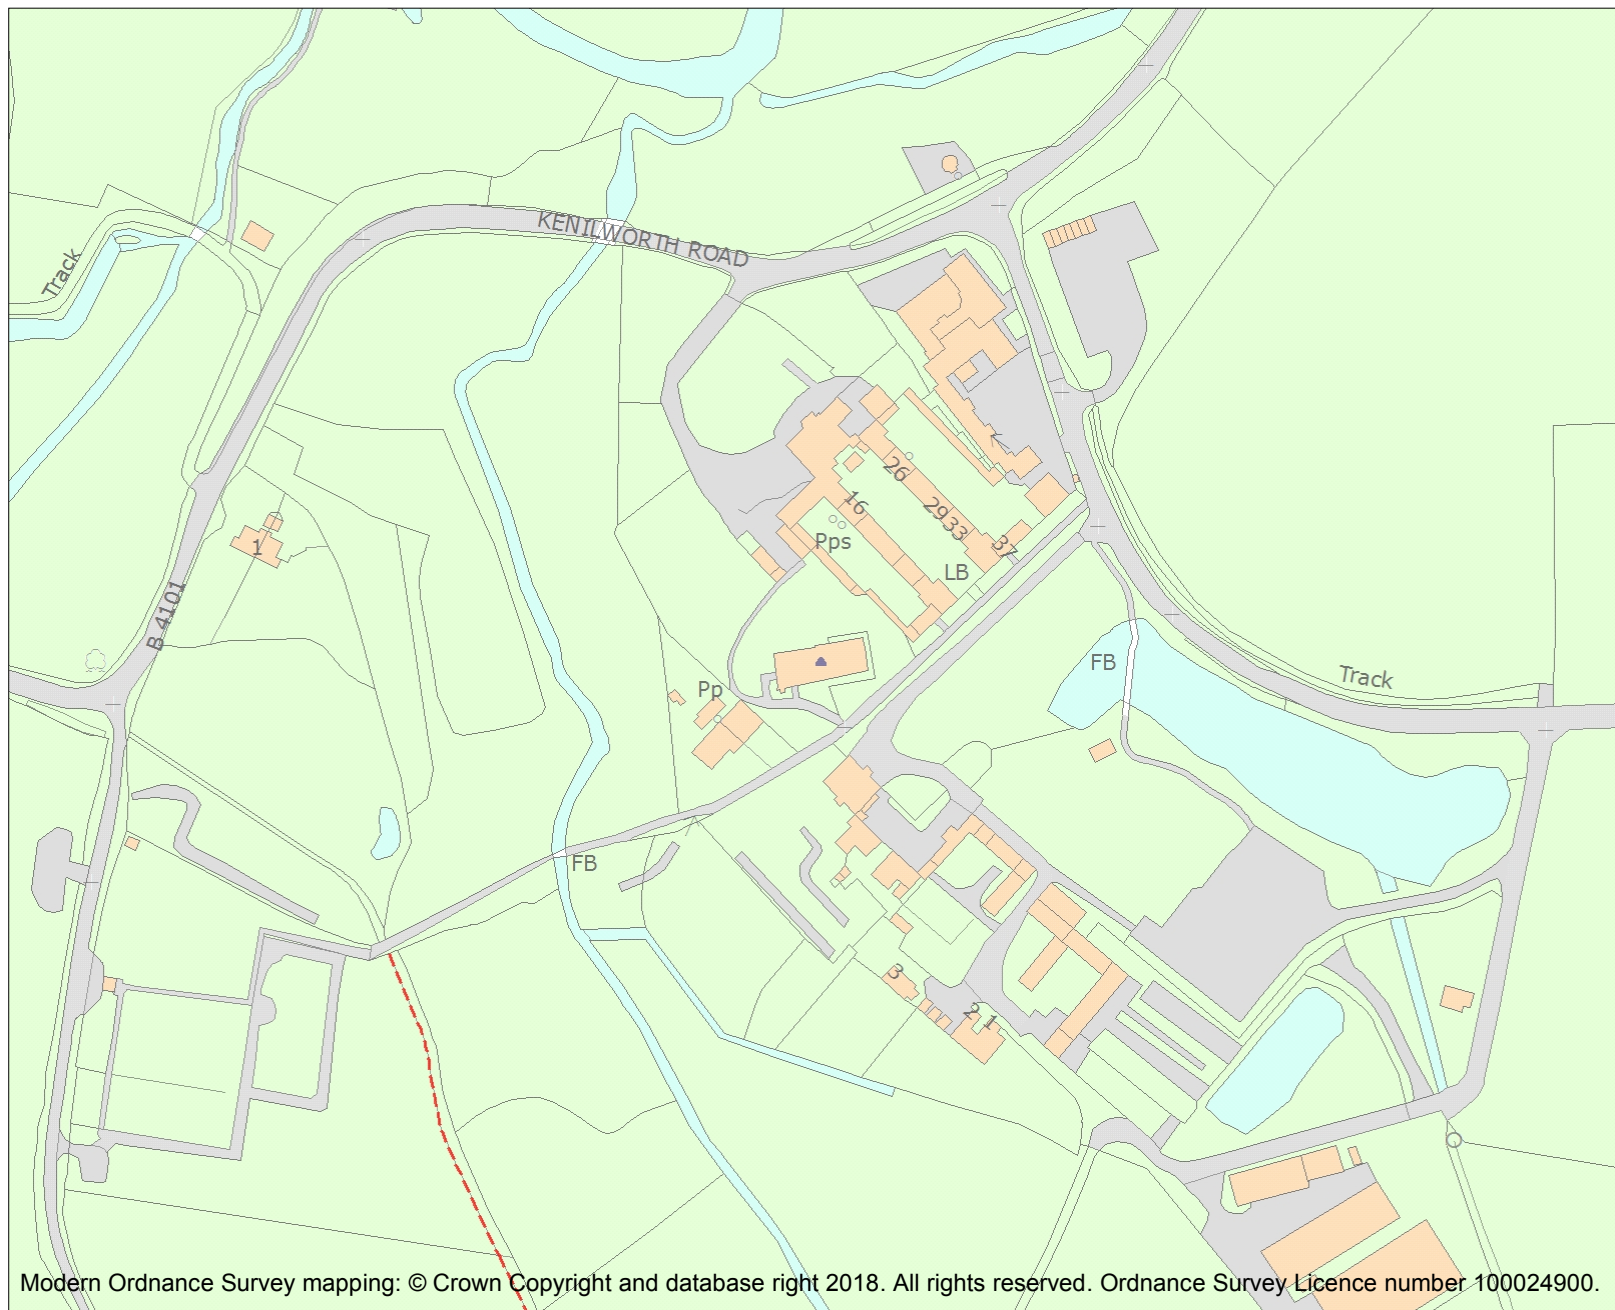 KENILWORTH ROAD
Track
26
16
29
33
37
Pps
LB
1
B 4101
FB
Track
Pp
FB
3
2
1
Modern Ordnance Survey mapping: © Crown Copyright and database right 2018. All rights reserved. Ordnance Survey Licence number 100024900.